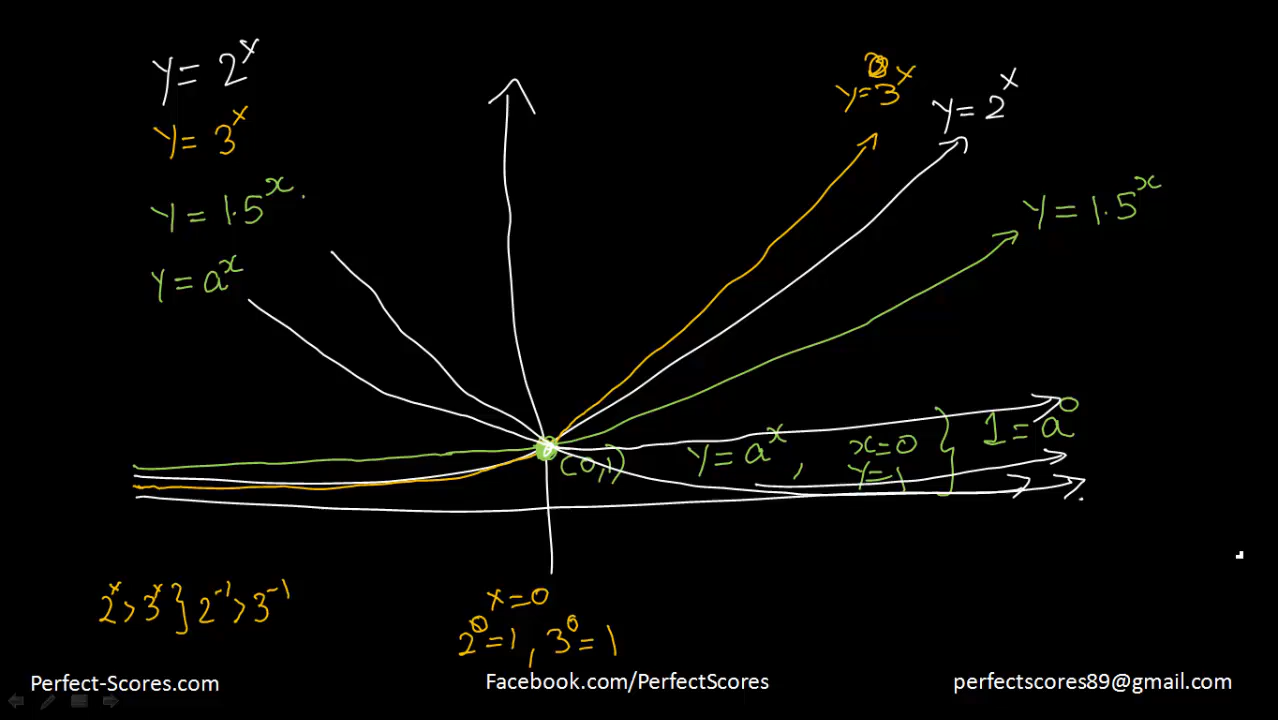 y = 2^x
y = 3^x
y = 1.5^x
y = a^x
y = 3^x
y = 2^x
y = 1.5^x
(0,1)
y = a^x, x=0 } 1 = a^0
y=1
2^x > 3^x } 2^-1 > 3^-1
x = 0
2^0 = 1, 3^0 = 1
Perfect-Scores.com
Facebook.com/PerfectScores
perfectscores89@gmail.com